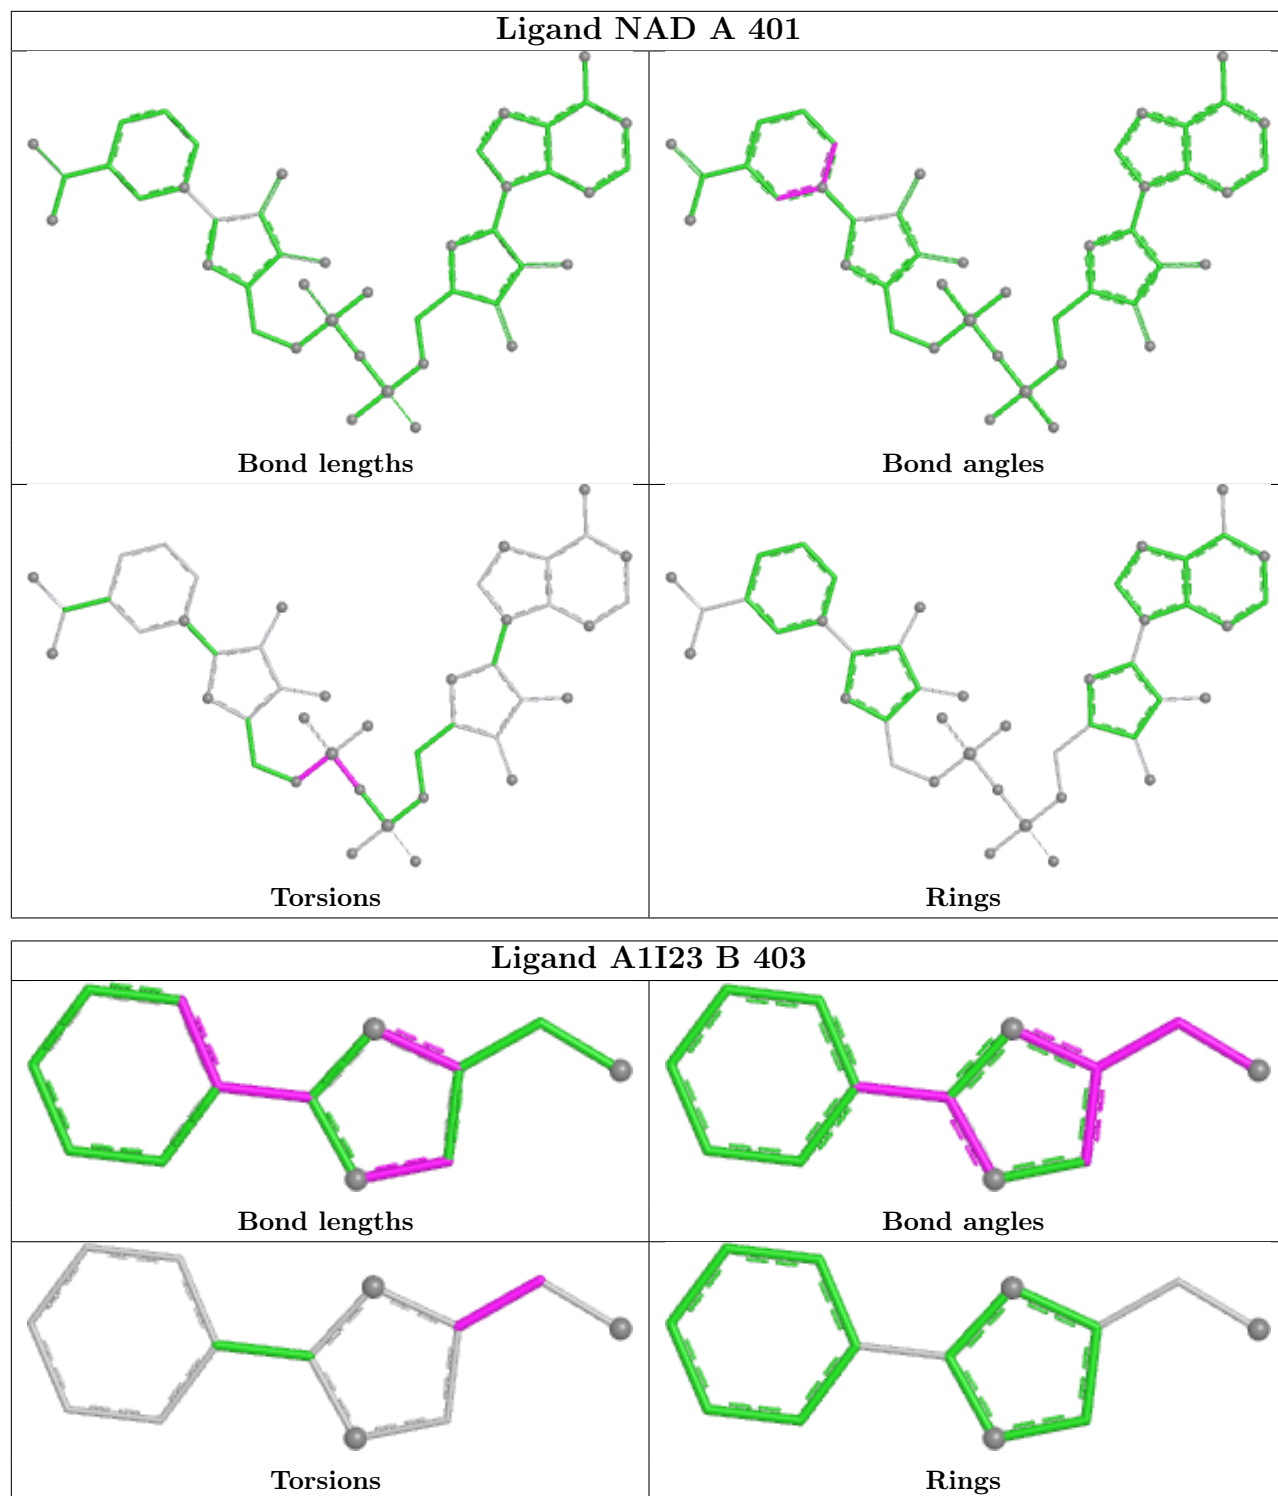 Ligand NAD A 401
Bond lengths
Bond angles
Torsions
Rings
Ligand A1I23 B 403
Bond lengths
Bond angles
Torsions
Rings